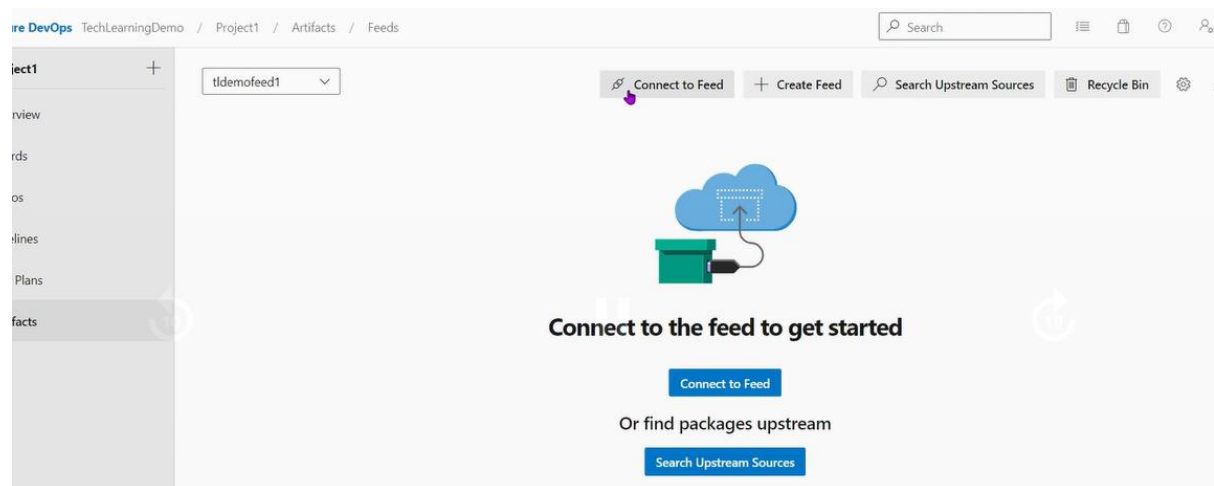 re DevOps TechLearningDemo / Project1 / Artifacts / Feeds Search
ject1 +
tldemofeed1 Connect to Feed + Create Feed Search Upstream Sources Recycle Bin
rview
rds
os
elines
Plans
facts
Connect to the feed to get started
Connect to Feed
Or find packages upstream
Search Upstream Sources